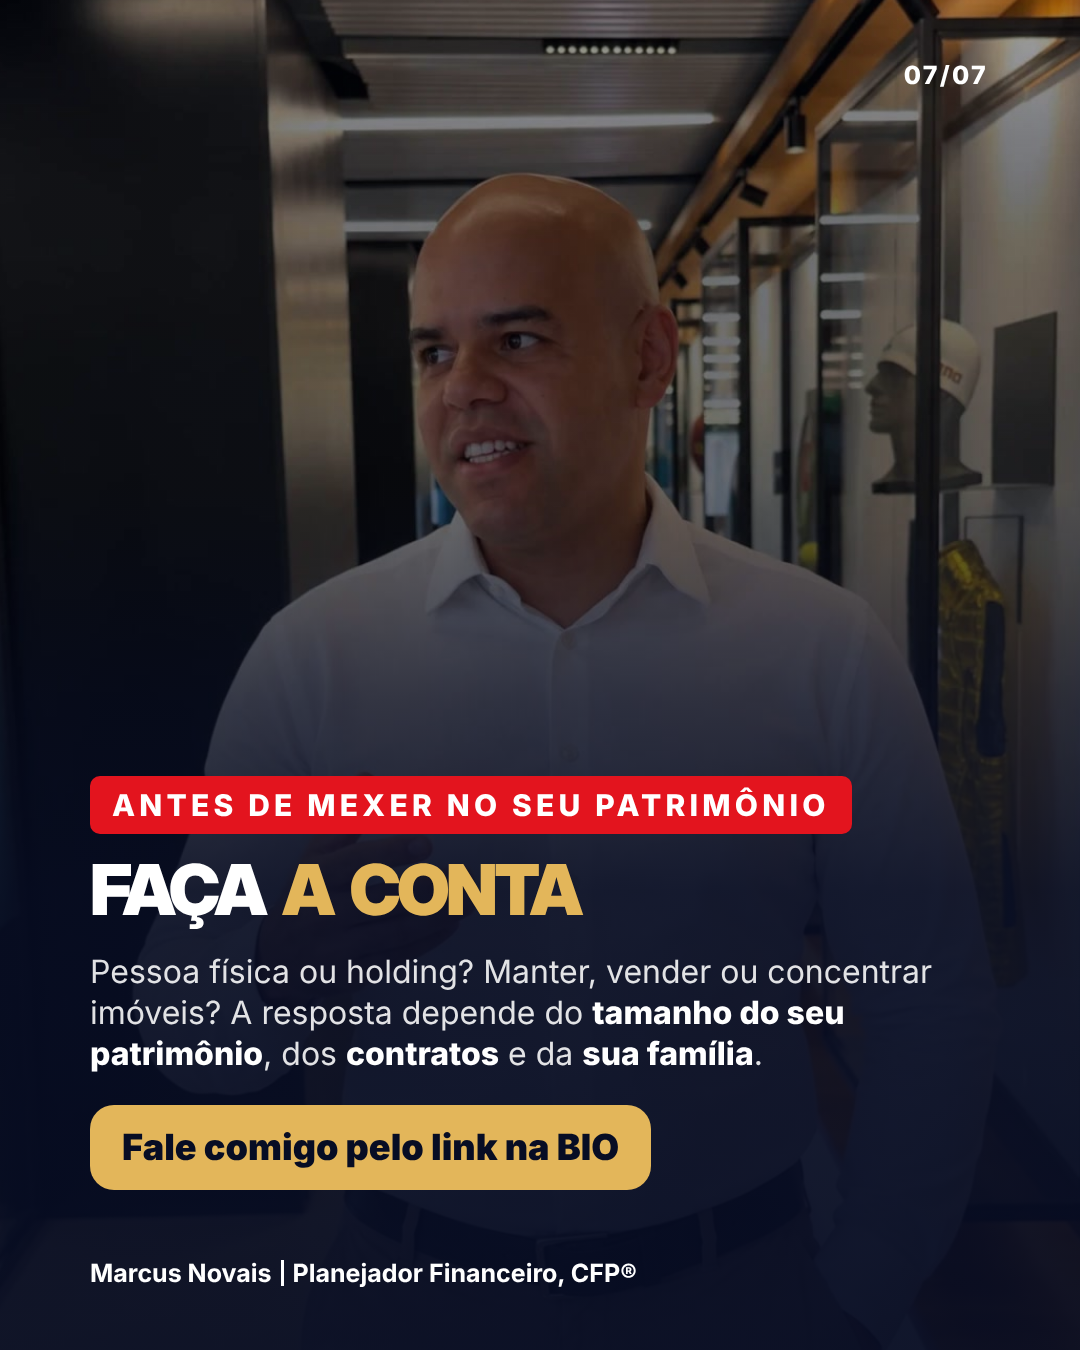 07/07
ANTES DE MEXER NO SEU PATRIMÔNIO
FAÇA A CONTA
Pessoa física ou holding? Manter, vender ou concentrar
imóveis? A resposta depende do tamanho do seu
patrimônio, dos contratos e da sua família.
Fale comigo pelo link na BIO
Marcus Novais | Planejador Financeiro, CFP®